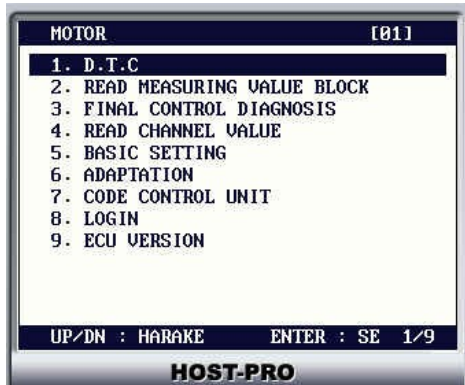 MOTOR [01]
1. D.T.C
2. READ MEASURING VALUE BLOCK
3. FINAL CONTROL DIAGNOSIS
4. READ CHANNEL VALUE
5. BASIC SETTING
6. ADAPTATION
7. CODE CONTROL UNIT
8. LOGIN
9. ECU VERSION
UP/DN : HARAKE ENTER : SE 1/9
HOST-PRO